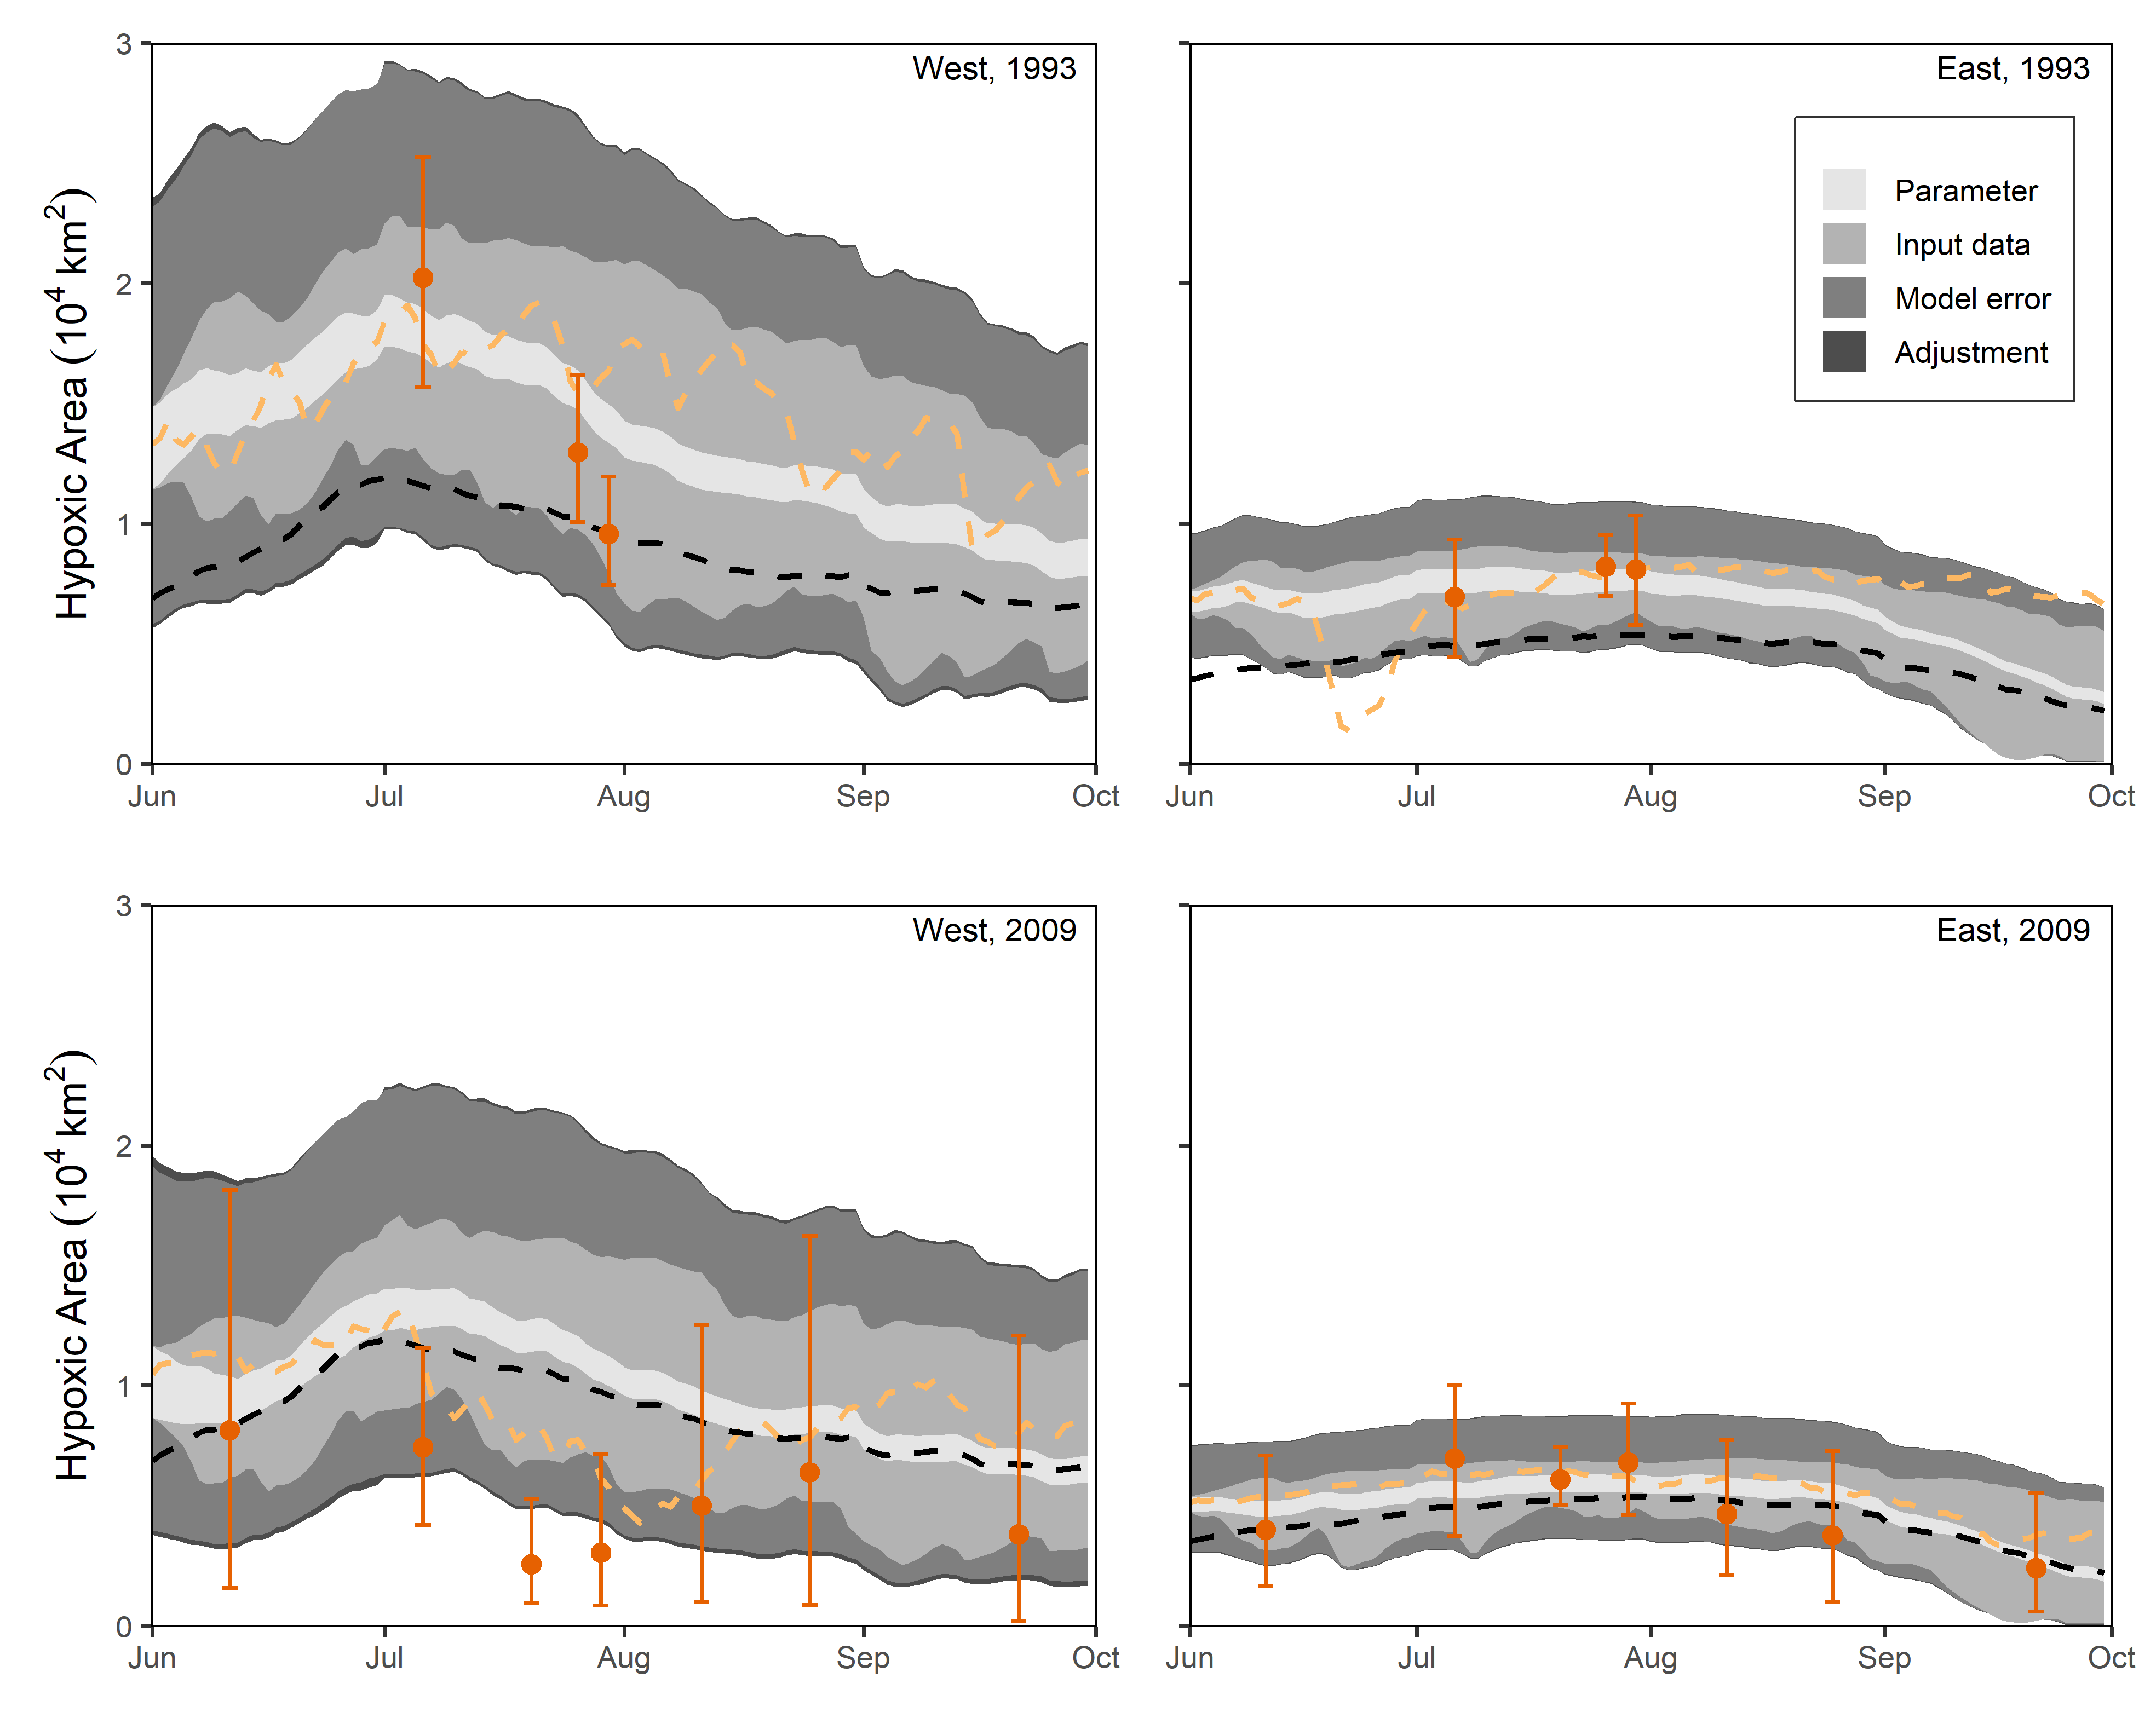 West, 1993
3
2
1
0
Hypoxic Area (10⁴ km²)
Jun Jul Aug Sep Oct
East, 1993
Parameter
Input data
Model error
Adjustment
Jun Jul Aug Sep Oct
West, 2009
3
2
1
0
Hypoxic Area (10⁴ km²)
Jun Jul Aug Sep Oct
East, 2009
Jun Jul Aug Sep Oct